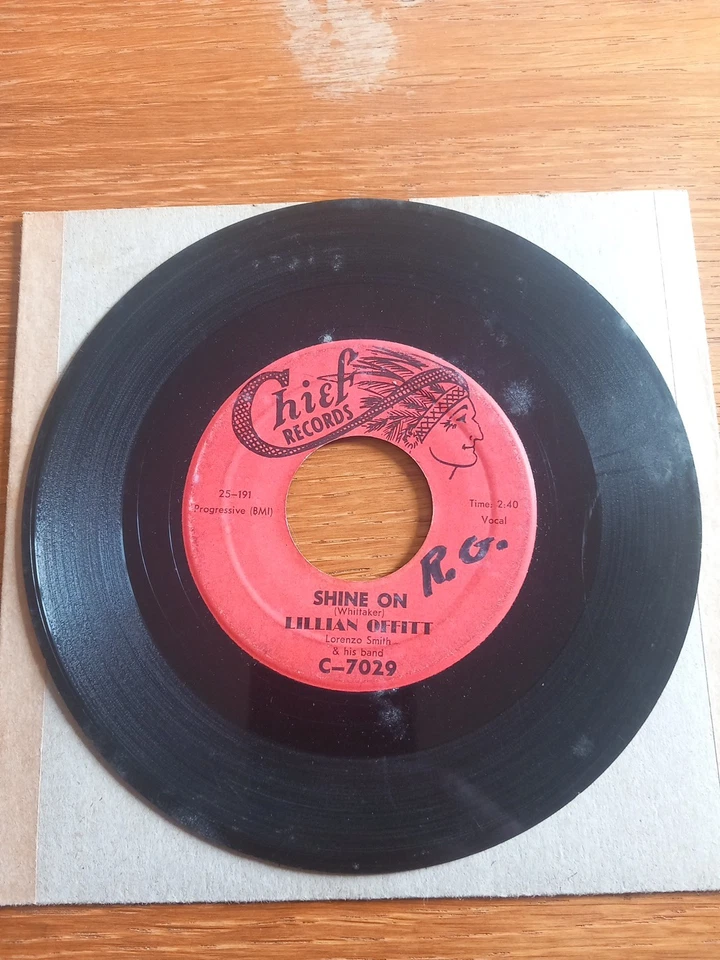 Chief
RECORDS
25-191
Progressive (BMI)
Time: 2:40
Vocal
R.G.
SHINE ON
(Whittaker)
LILLIAN OFFITT
Lorenzo Smith
& his band
C-7029